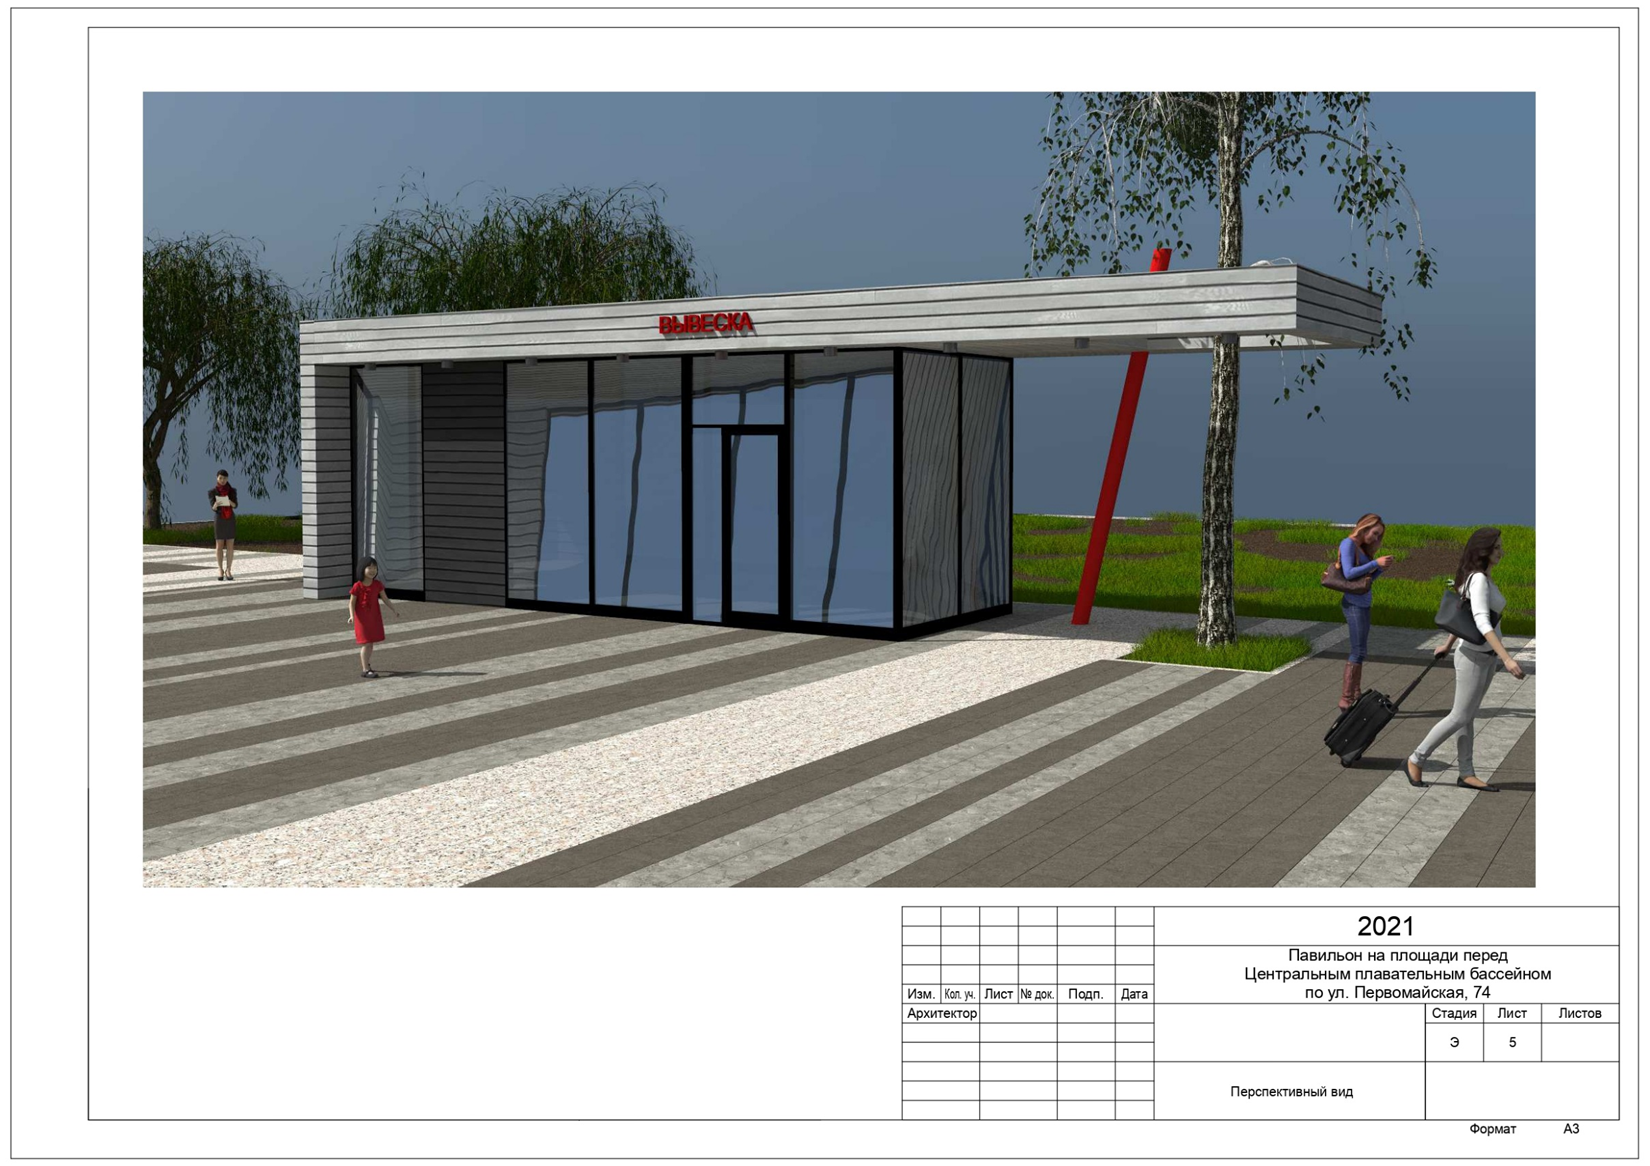 ВЫВЕСКА
2021
Павильон на площади перед
Центральным плавательным бассейном
по ул. Первомайская, 74
Изм. Кол. уч. Лист № док. Подп. Дата
Архитектор
Стадия Лист Листов
Э 5
Перспективный вид
Формат А3